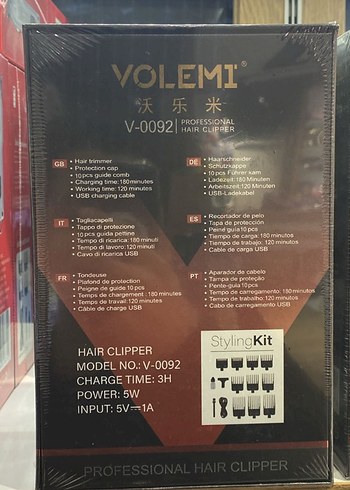 VOLEMI®
沃乐米
V-0092 PROFESSIONAL HAIR CLIPPER
GB
• Hair trimmer
• Protection cap
• 10 pcs guide comb
• Charging time: 180 minutes
• Working time: 120 minutes
• USB charging cable
DE
• Haarschneider
• Schutzkappe
• 10 pcs Führer sam
• Ladezeit: 180 Minuten
• Arbeitszeit: 120 Minuten
• USB-Ladekabel
IT
• Tagliacapelli
• Tappo di protezione
• 10 pcs guida pettine
• Tempo di ricarica: 180 minuti
• Tempo di lavoro: 120 minuti
• Cavo di ricarica USB
ES
• Recortador de pelo
• Tapa de protección
• Peine guía 10 pcs
• Tiempo de carga: 180 minutos
• Tiempo de trabajo: 120 minutos
• Cable de carga USB
FR
• Tondeuse
• Plafond de protection
• Peigne de guide 10 pcs
• Temps de chargement: 180 minutes
• Temps de travail: 120 minutes
• Câble de charge USB
PT
• Aparador de cabelo
• Tampa de proteção
• Pente-guia 10 pcs
• Tempo de carregamento: 180 minutos
• Tempo de trabalho: 120 minutos
• Cabo de carregamento USB
HAIR CLIPPER
MODEL NO.: V-0092
CHARGE TIME: 3H
POWER: 5W
INPUT: 5V⎓1A
StylingKit
PROFESSIONAL HAIR CLIPPER